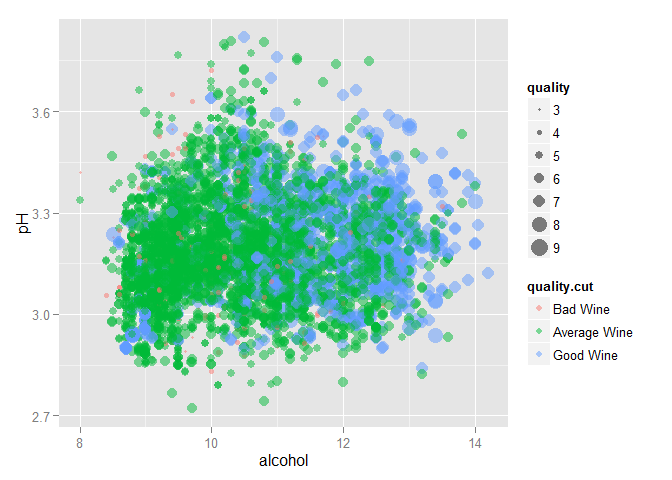 3.6
3.3
3.0
2.7
pH
8
10
12
14
alcohol
quality
3
4
5
6
7
8
9
quality.cut
Bad Wine
Average Wine
Good Wine